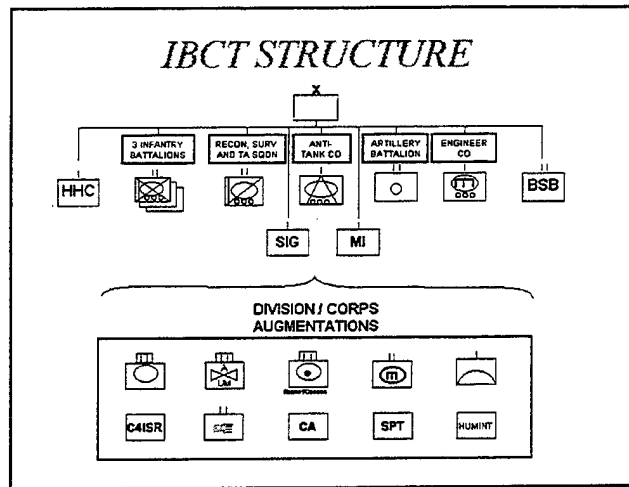 IBCT STRUCTURE
X
3 INFANTRY
BATTALIONS
RECON, SURV
AND TA SQDN
ANTI-
TANK CO
ARTILLERY
BATTALION
ENGINEER
CO
HHC
BSB
SIG
MI
DIVISION / CORPS
AUGMENTATIONS
UM
m
C4ISR
CA
SPT
HUMINT